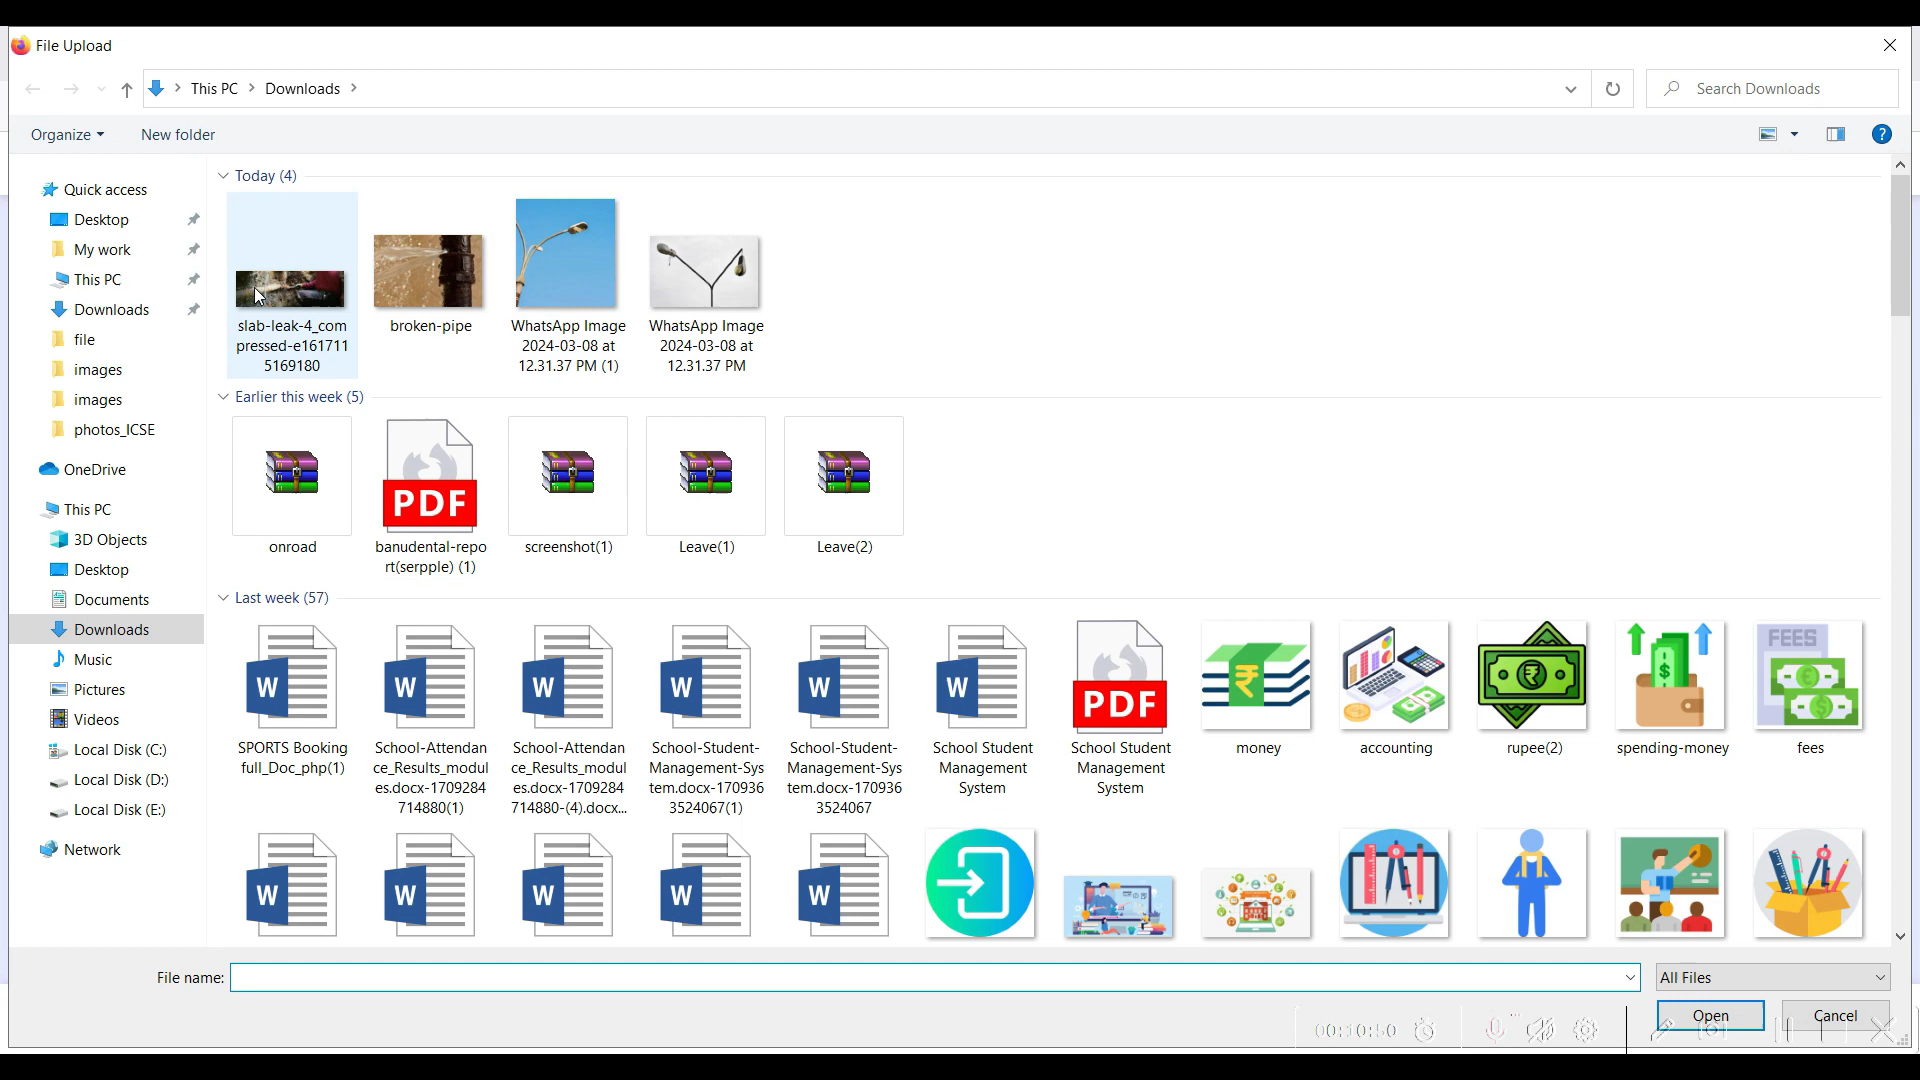 File Upload
This PC
Downloads
Search Downloads
Organize
New folder
?
Quick access
Desktop
My work
This PC
Downloads
file
images
images
photos_ICSE
OneDrive
This PC
3D Objects
Desktop
Documents
Downloads
Music
Pictures
Videos
Local Disk (C:)
Local Disk (D:)
Local Disk (E:)
Network
Today (4)
slab-leak-4_com
pressed-e161711
5169180
broken-pipe
WhatsApp Image
2024-03-08 at
12.31.37 PM (1)
WhatsApp Image
2024-03-08 at
12.31.37 PM
Earlier this week (5)
PDF
onroad
banudental-repo
rt(serpple) (1)
screenshot(1)
Leave(1)
Leave(2)
Last week (57)
W
W
W
W
W
W
PDF
FEES
SPORTS Booking
full_Doc_php(1)
School-Attendan
ce_Results_modul
es.docx-1709284
714880(1)
School-Attendan
ce_Results_modul
es.docx-1709284
714880-(4).docx...
School-Student-
Management-Sys
tem.docx-170936
3524067(1)
School-Student-
Management-Sys
tem.docx-170936
3524067
School Student
Management
System
School Student
Management
System
money
accounting
rupee(2)
spending-money
fees
W
W
W
W
W
File name:
All Files
Open
Cancel
00:10:50